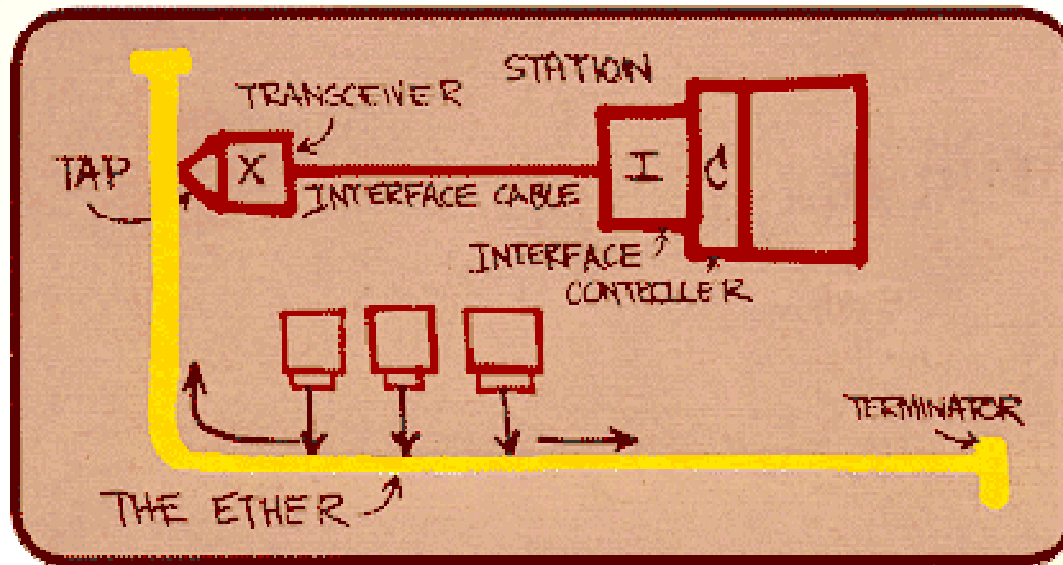 STATION
TRANSCEIVER
TAP
X
I
C
INTERFACE CABLE
INTERFACE
CONTROLLER
TERMINATOR
THE ETHER